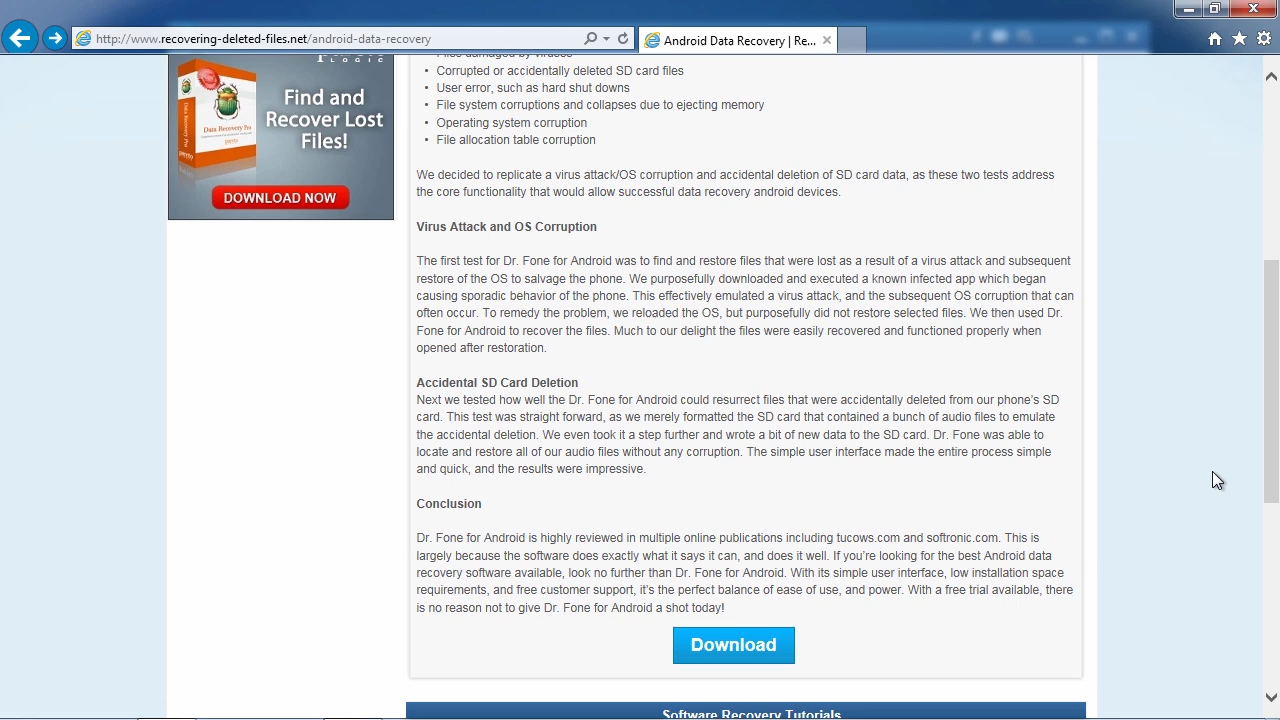 http://www.recovering-deleted-files.net/android-data-recovery
Android Data Recovery | Re...
LOGIC
Find and
Recover Lost
Files!
Data Recovery Pro
DOWNLOAD NOW
Files damaged by viruses
• Corrupted or accidentally deleted SD card files
• User error, such as hard shut downs
• File system corruptions and collapses due to ejecting memory
• Operating system corruption
• File allocation table corruption
We decided to replicate a virus attack/OS corruption and accidental deletion of SD card data, as these two tests address
the core functionality that would allow successful data recovery android devices.
Virus Attack and OS Corruption
The first test for Dr. Fone for Android was to find and restore files that were lost as a result of a virus attack and subsequent
restore of the OS to salvage the phone. We purposefully downloaded and executed a known infected app which began
causing sporadic behavior of the phone. This effectively emulated a virus attack, and the subsequent OS corruption that can
often occur. To remedy the problem, we reloaded the OS, but purposefully did not restore selected files. We then used Dr.
Fone for Android to recover the files. Much to our delight the files were easily recovered and functioned properly when
opened after restoration.
Accidental SD Card Deletion
Next we tested how well the Dr. Fone for Android could resurrect files that were accidentally deleted from our phone's SD
card. This test was straight forward, as we merely formatted the SD card that contained a bunch of audio files to emulate
the accidental deletion. We even took it a step further and wrote a bit of new data to the SD card. Dr. Fone was able to
locate and restore all of our audio files without any corruption. The simple user interface made the entire process simple
and quick, and the results were impressive.
Conclusion
Dr. Fone for Android is highly reviewed in multiple online publications including tucows.com and softronic.com. This is
largely because the software does exactly what it says it can, and does it well. If you're looking for the best Android data
recovery software available, look no further than Dr. Fone for Android. With its simple user interface, low installation space
requirements, and free customer support, it's the perfect balance of ease of use, and power. With a free trial available, there
is no reason not to give Dr. Fone for Android a shot today!
Download
Software Recovery Tutorials